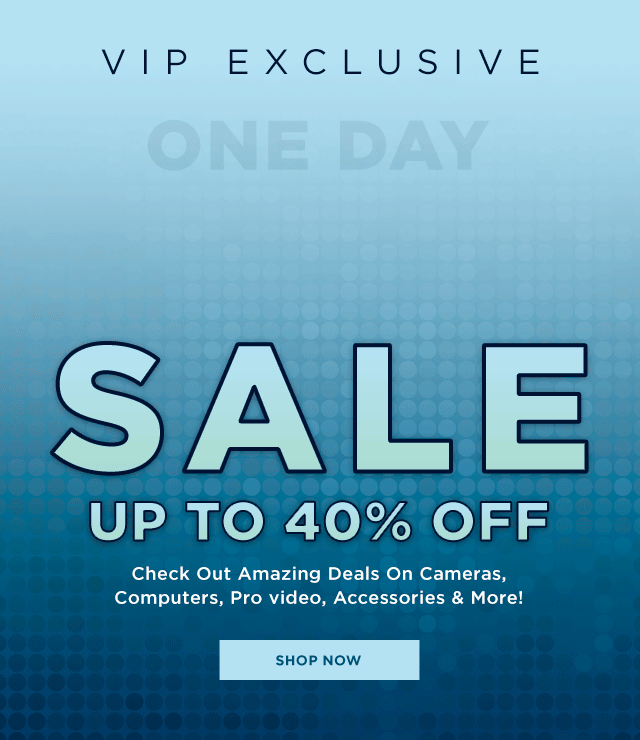 VIP EXCLUSIVE
ONE DAY
SALE
UP TO 40% OFF
Check Out Amazing Deals On Cameras,
Computers, Pro video, Accessories & More!
SHOP NOW